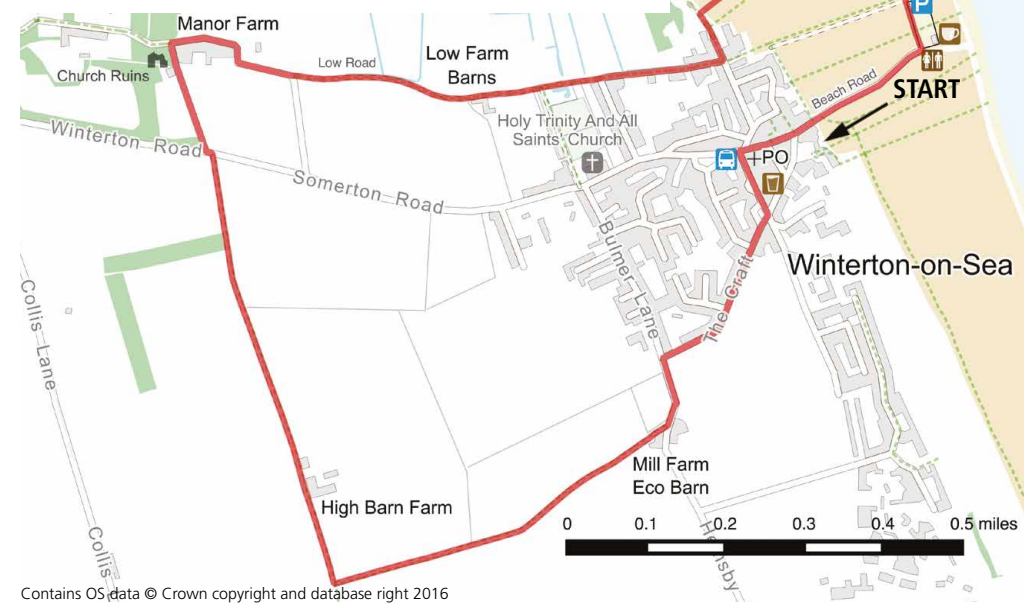 P
Manor Farm
Low Farm
Barns
Low Road
Church Ruins
START
Beach Road
Holy Trinity And All
Saints' Church
Winterton Road
PO
Somerton Road
Bulmer Lane
Winterton-on-Sea
The Craft
Collis Lane
Mill Farm
Eco Barn
High Barn Farm
0 0.1 0.2 0.3 0.4 0.5 miles
Hemsby
Collis
Contains OS data © Crown copyright and database right 2016